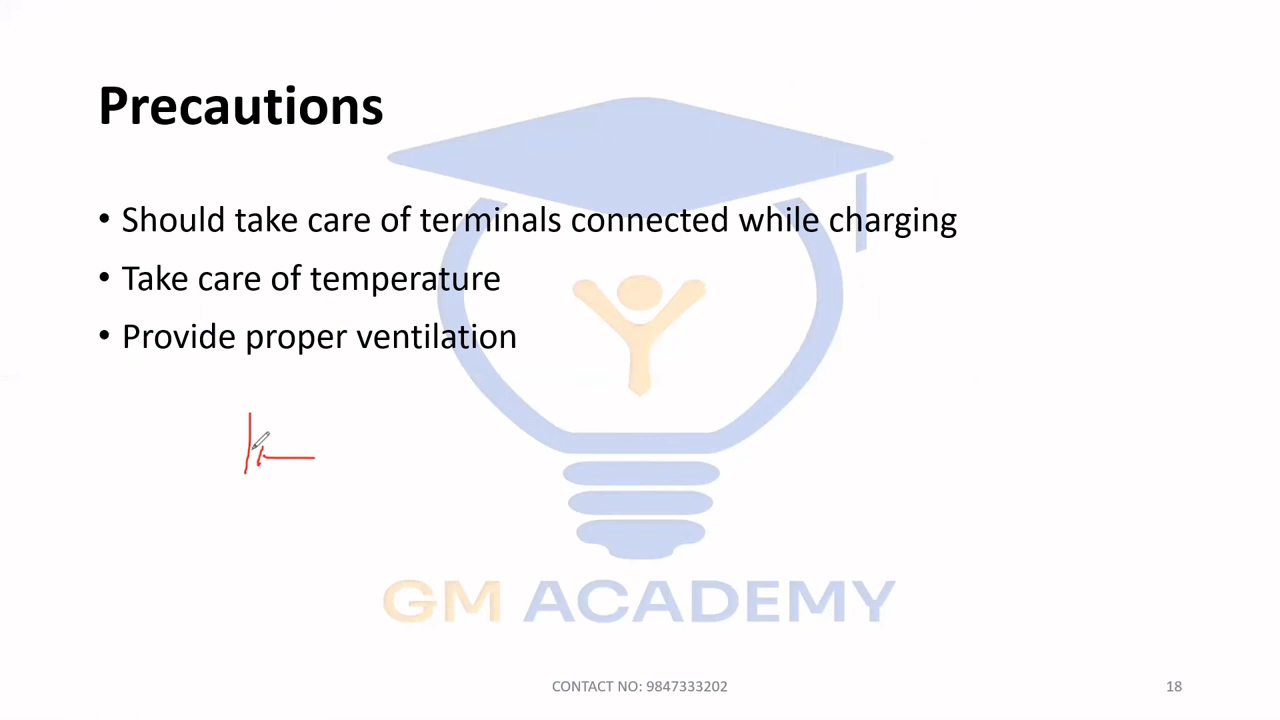 Precautions
• Should take care of terminals connected while charging
• Take care of temperature
• Provide proper ventilation
GM ACADEMY
CONTACT NO: 9847333202
18